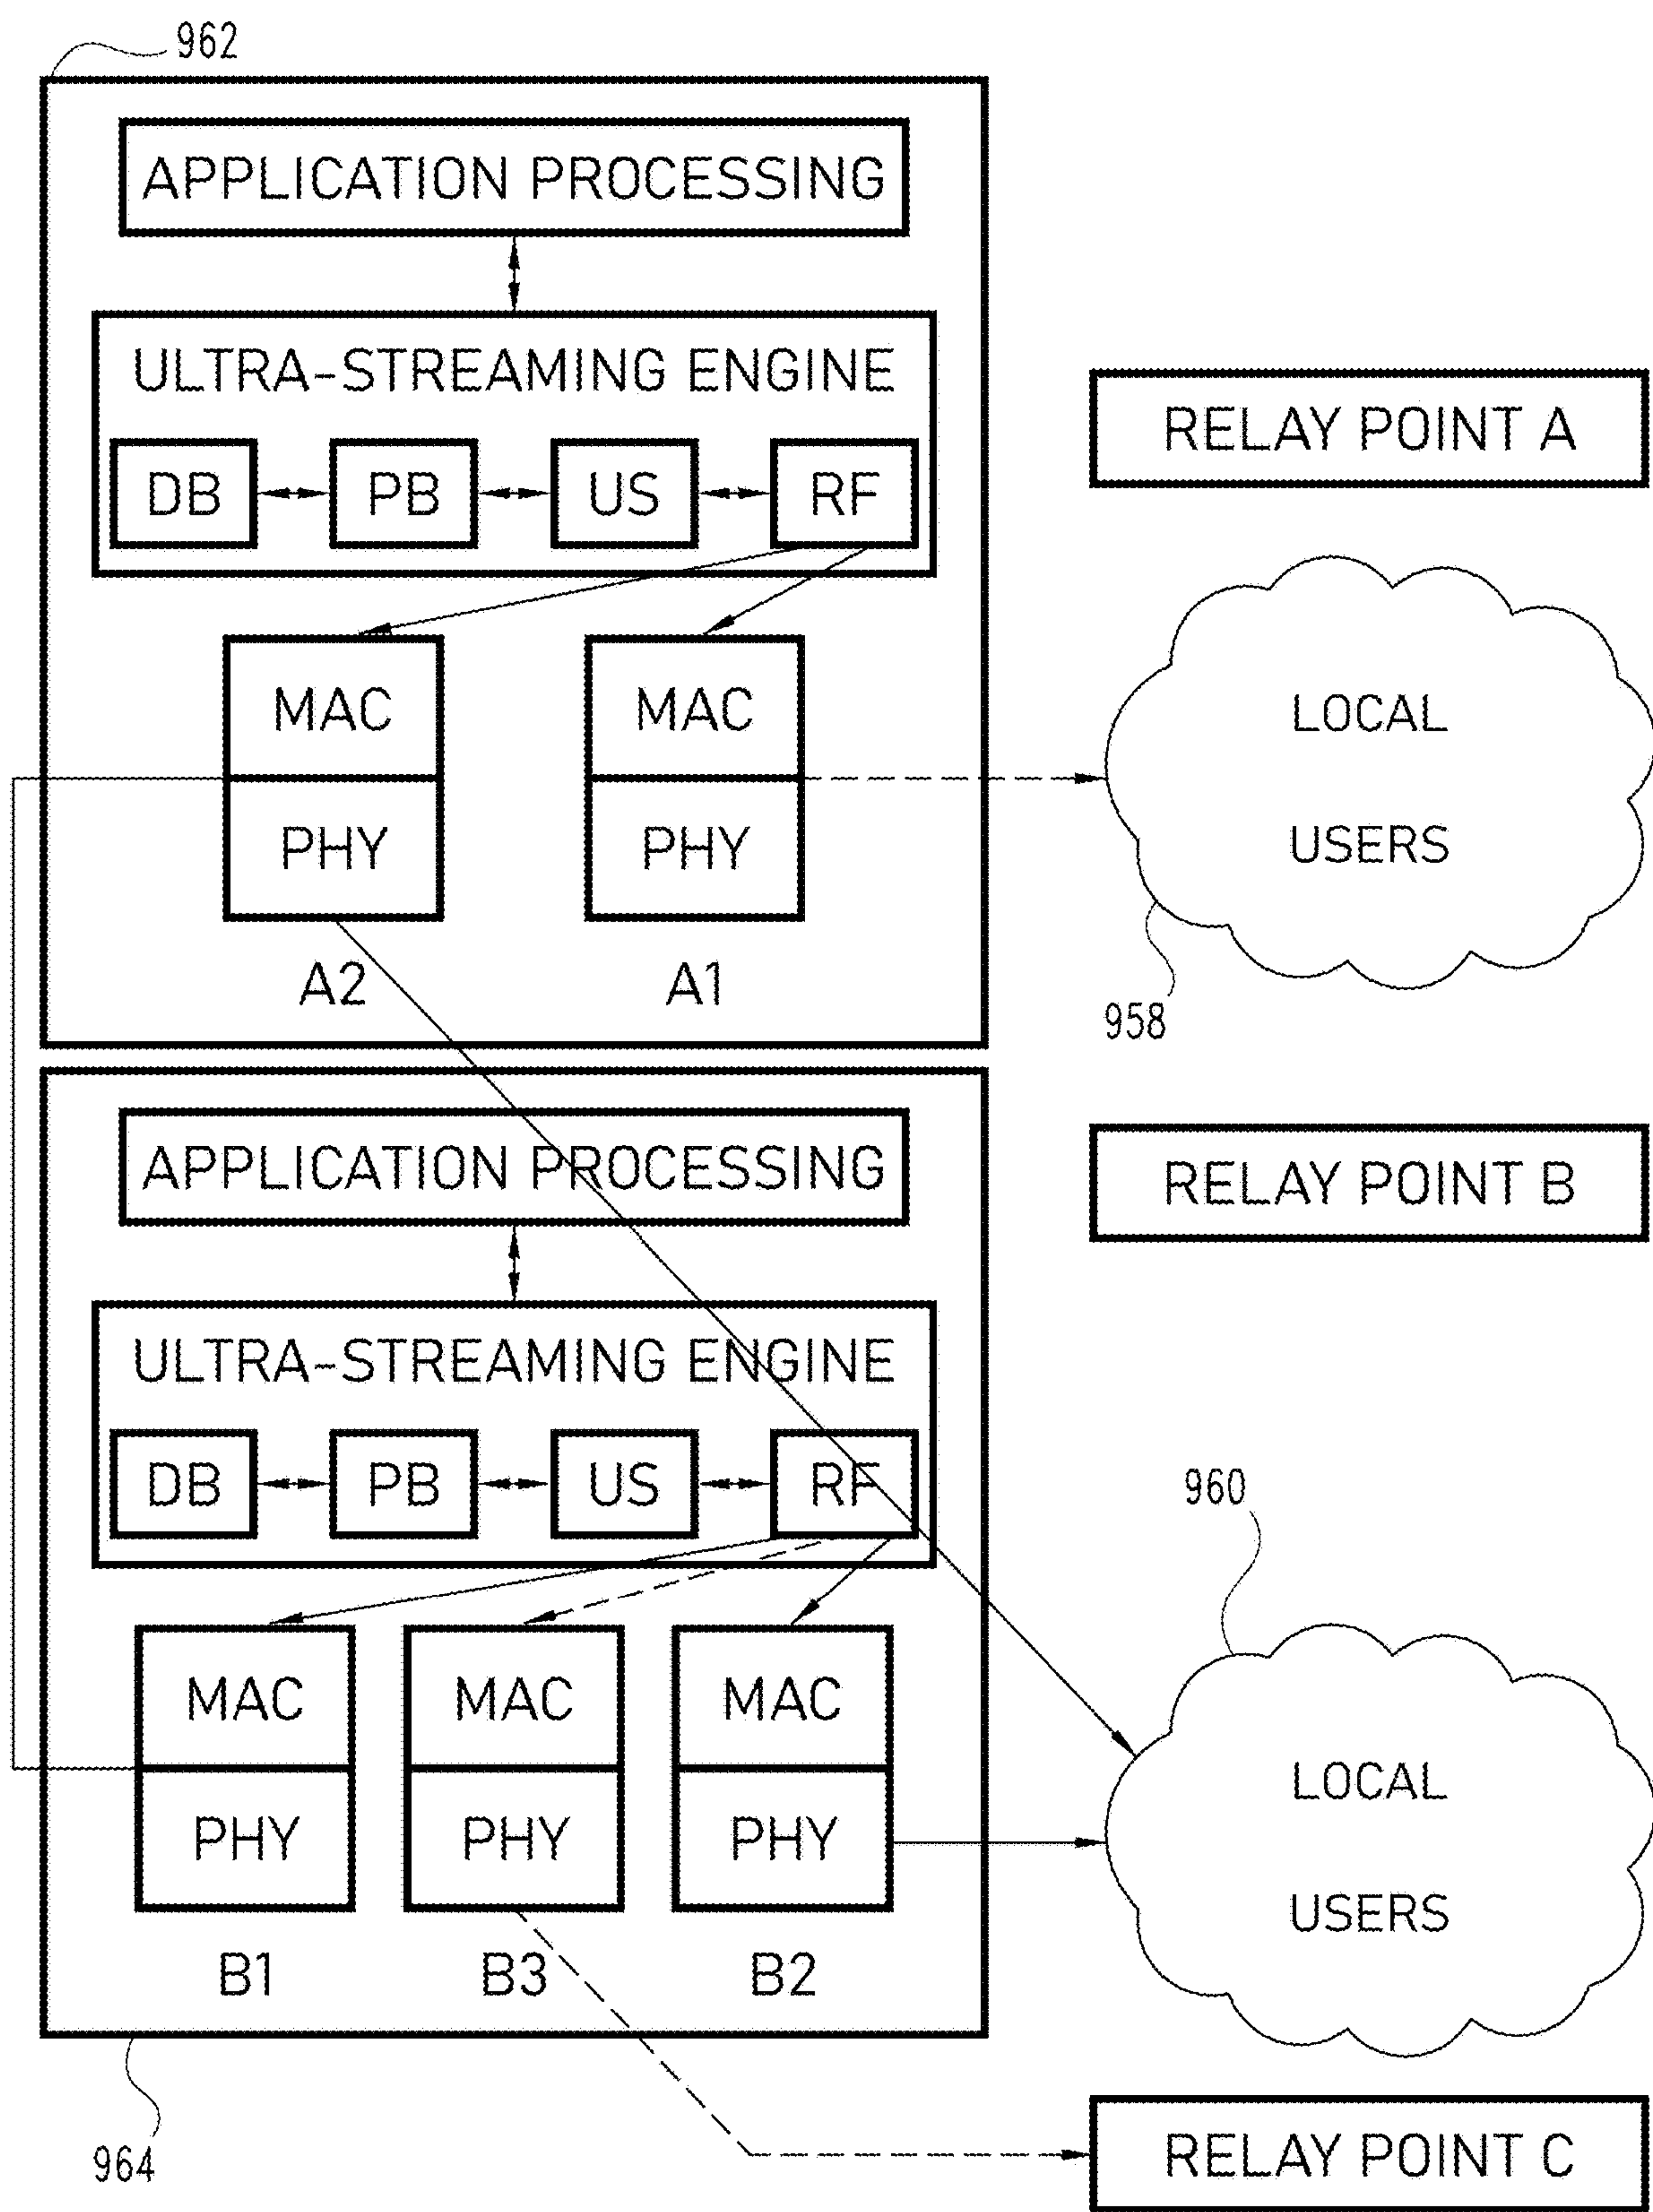 962
APPLICATION PROCESSING
ULTRA-STREAMING ENGINE
DB PB US RF
RELAY POINT A
MAC MAC
PHY PHY
A2 A1
LOCAL
USERS
958
APPLICATION PROCESSING
RELAY POINT B
ULTRA-STREAMING ENGINE
DB PB US RF
960
MAC MAC MAC
PHY PHY PHY
B1 B3 B2
LOCAL
USERS
964
RELAY POINT C